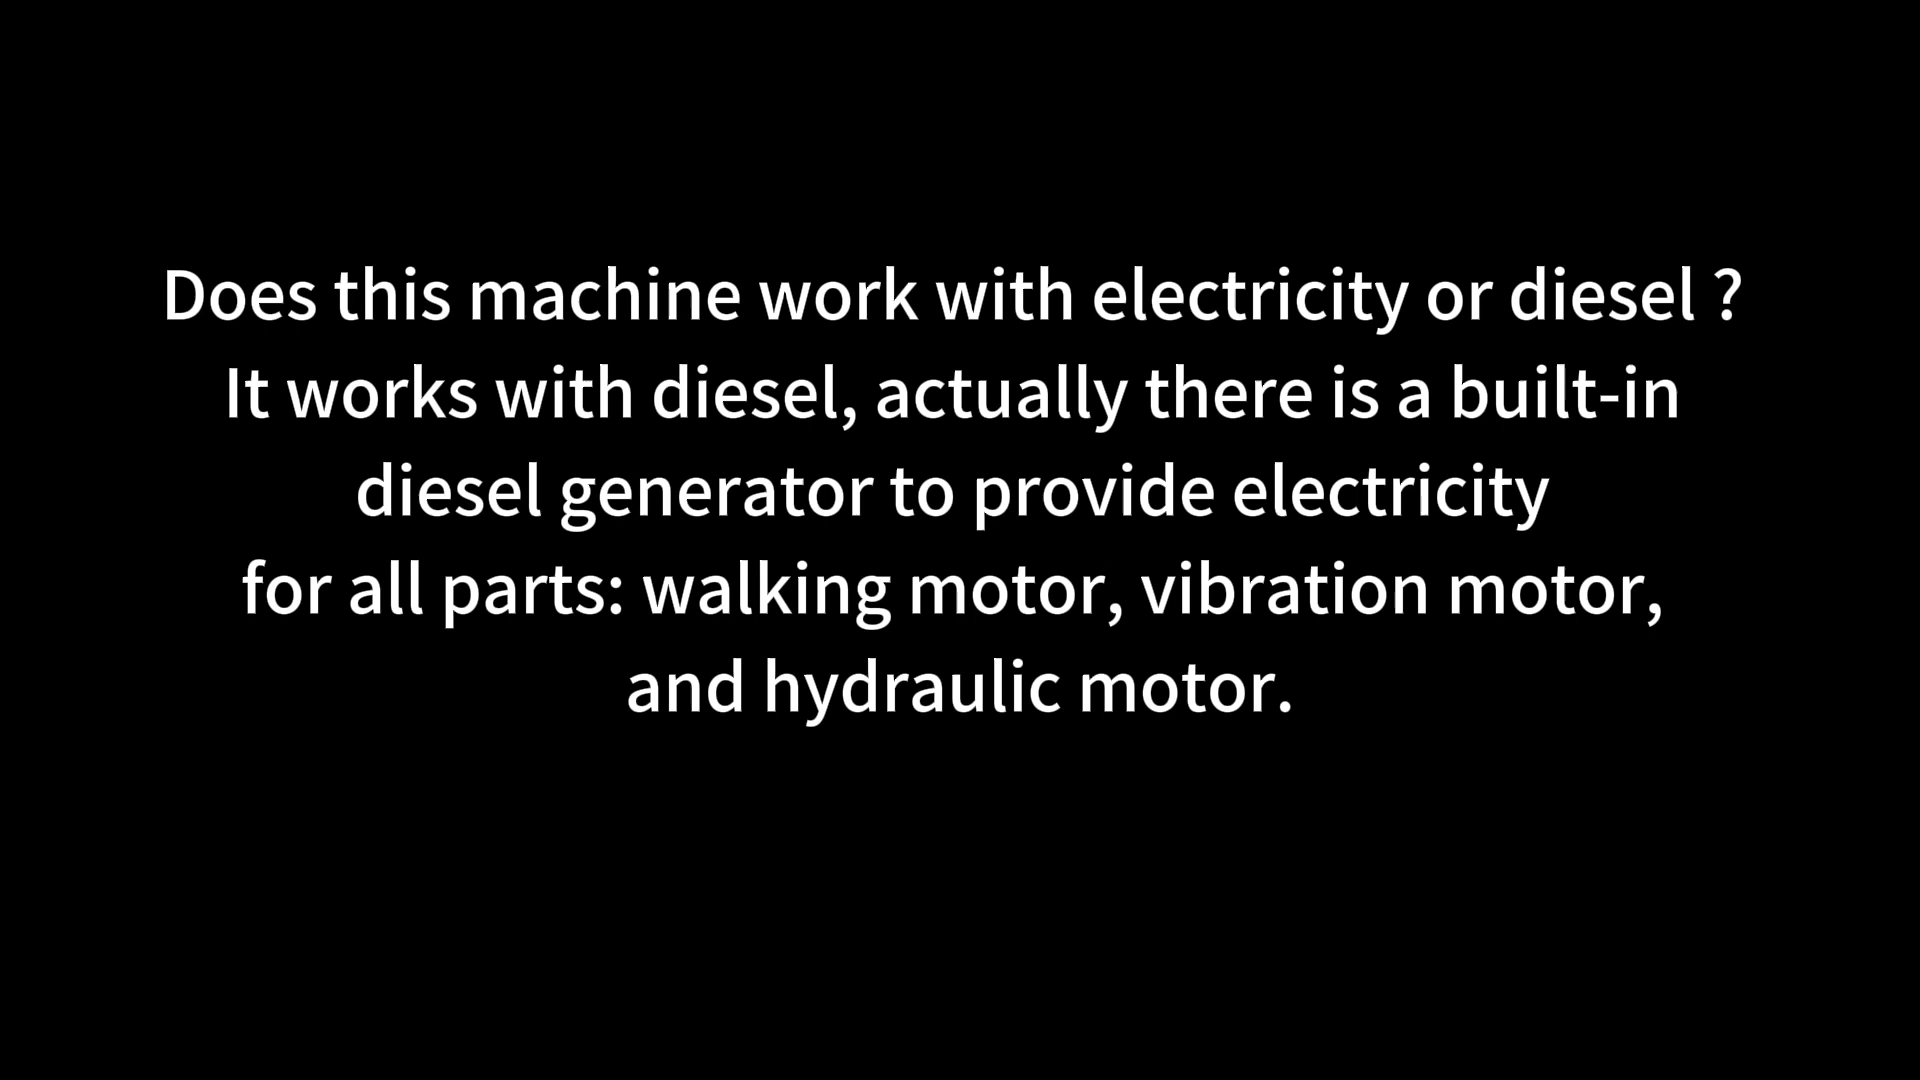 Does this machine work with electricity or diesel ?
It works with diesel, actually there is a built-in
diesel generator to provide electricity
for all parts: walking motor, vibration motor,
and hydraulic motor.